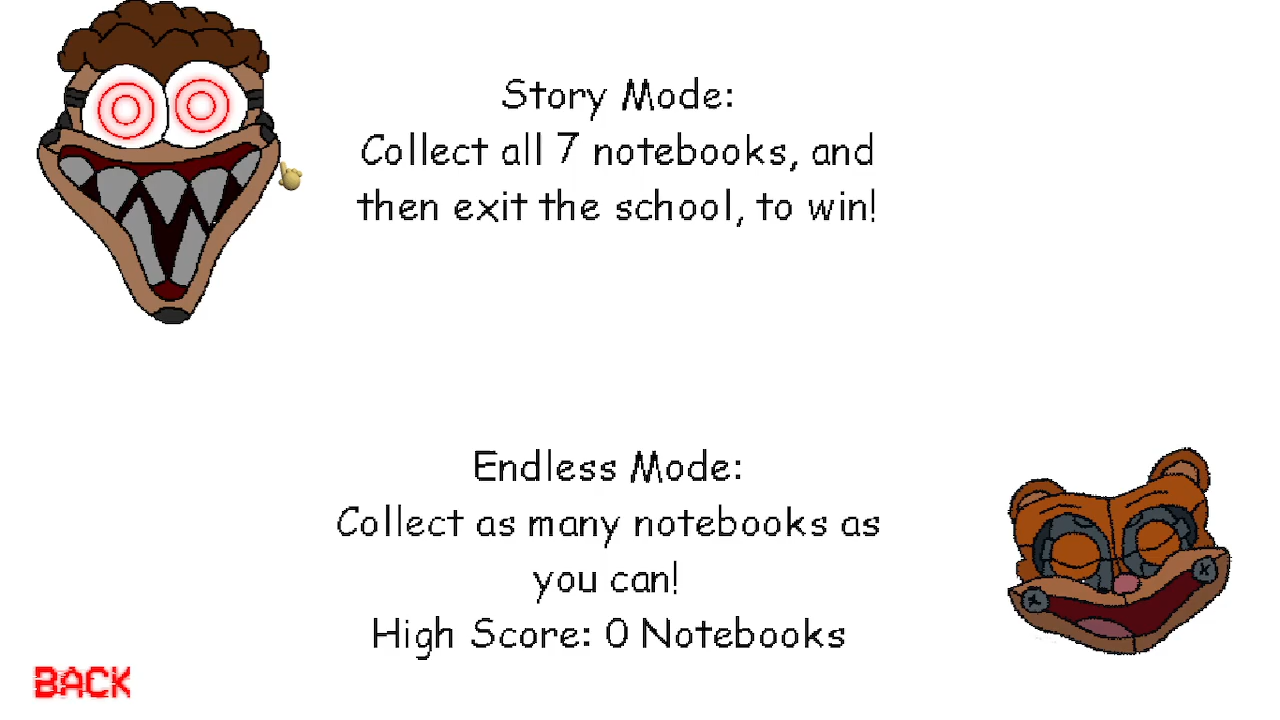 Story Mode:
Collect all 7 notebooks, and
then exit the school, to win!
Endless Mode:
Collect as many notebooks as
you can!
High Score: 0 Notebooks
BACK